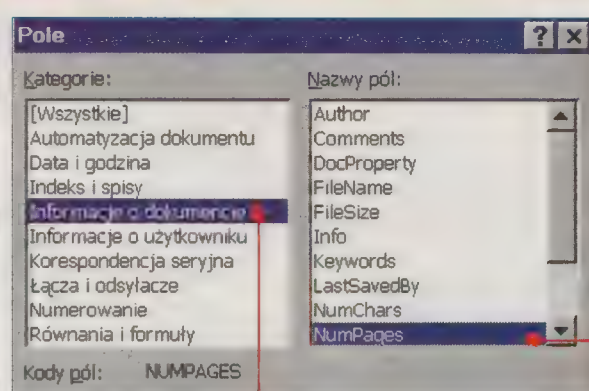 Pole
Kategorie:
[Wszystkie]
Automatyzacja dokumentu
Data i godzina
Indeks i spisy
Informacje o dokumencie
Informacje o użytkowniku
Korespondencja seryjna
Łącza i odsyłacze
Numerowanie
Równania i formuły
Nazwy pól:
Author
Comments
DocProperty
FileName
FileSize
Info
Keywords
LastSavedBy
NumChars
NumPages
Kody pól: NUMPAGES